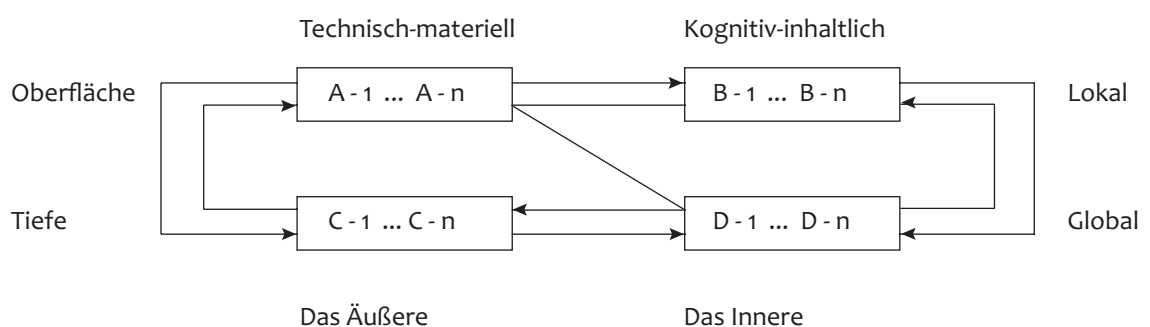 Technisch-materiell Kognitiv-inhaltlich
Oberfläche A - 1 ... A - n B - 1 ... B - n Lokal
Tiefe C - 1 ... C - n D - 1 ... D - n Global
Das Äußere Das Innere